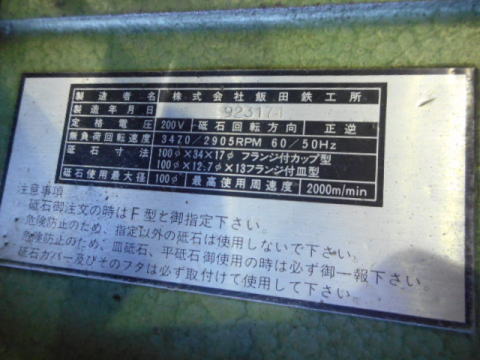 製造者名 株式会社飯田鉄工所
製造年月日 923174
定格電圧 200V 砥石回転方向 正逆
無負荷回転速度 3470/2905RPM 60/50Hz
砥石寸法 100φ×34×17φ フランジ付カップ型
100φ×12.7φ×13フランジ付皿型
砥石使用最大径 100φ 最高使用周速度 2000m/min
注意事項
砥石御注文の時はF型と御指定下さい。
危険防止のため、指定以外の砥石は使用しないで下さい。
危険防止のため、皿砥石、平砥石御使用の時は必ず御一報下さい
砥石カバー及びそのフタは必ず取付けて使用して下さい。